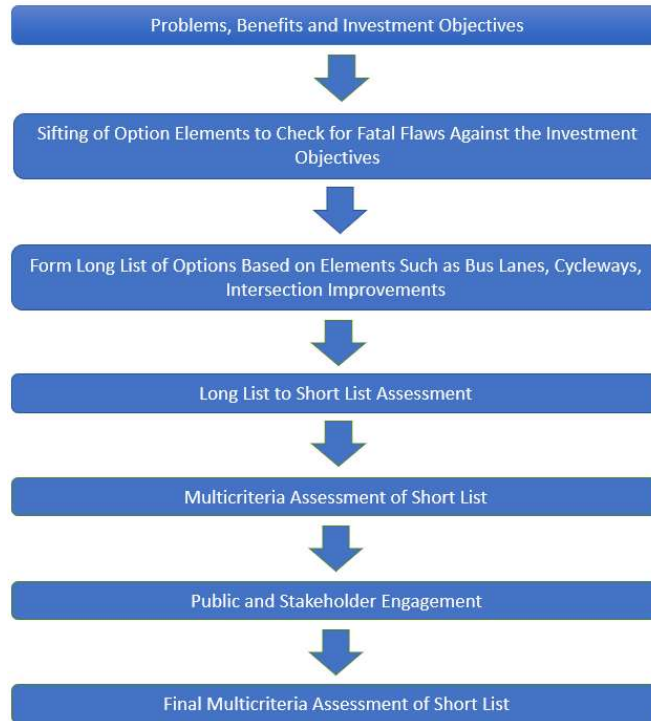 Problems, Benefits and Investment Objectives
Sifting of Option Elements to Check for Fatal Flaws Against the Investment
Objectives
Form Long List of Options Based on Elements Such as Bus Lanes, Cycleways,
Intersection Improvements
Long List to Short List Assessment
Multicriteria Assessment of Short List
Public and Stakeholder Engagement
Final Multicriteria Assessment of Short List